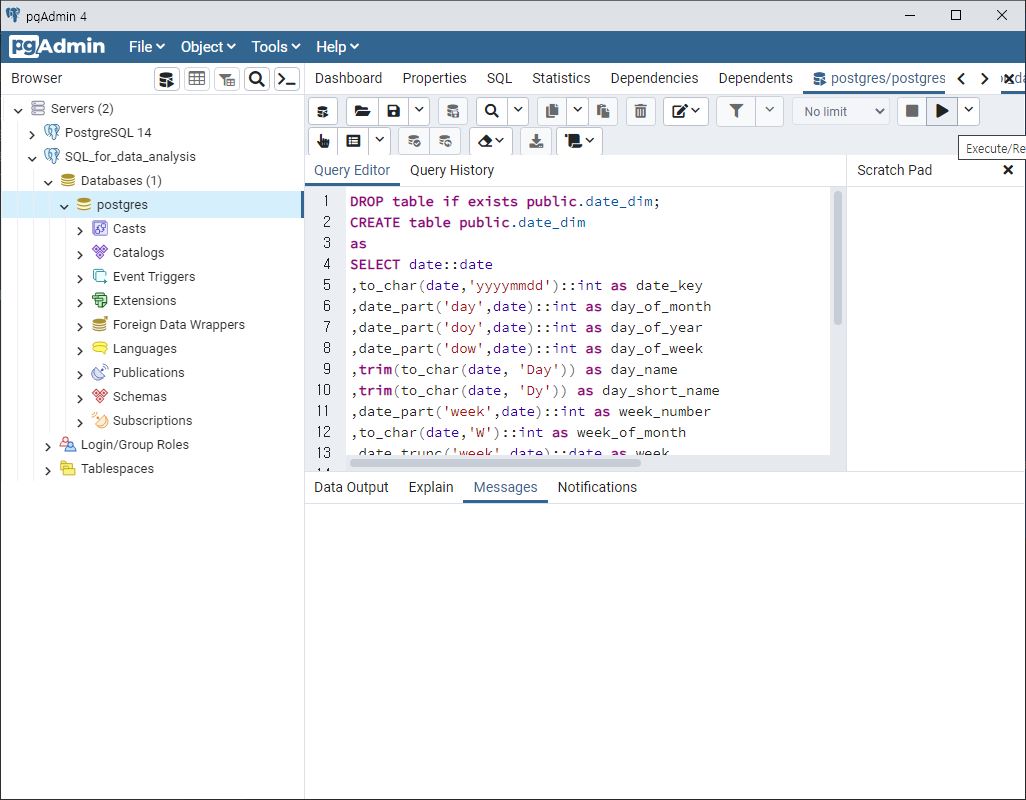 pgAdmin 4
pgAdmin File Object Tools Help
Browser
Dashboard Properties SQL Statistics Dependencies Dependents postgres/postgres
Servers (2)
PostgreSQL 14
SQL_for_data_analysis
Databases (1)
postgres
Casts
Catalogs
Event Triggers
Extensions
Foreign Data Wrappers
Languages
Publications
Schemas
Subscriptions
Login/Group Roles
Tablespaces
No limit
Execute/Re
Query Editor Query History
Scratch Pad
1 DROP table if exists public.date_dim;
2 CREATE table public.date_dim
3 as
4 SELECT date::date
5 ,to_char(date,'yyyymmdd')::int as date_key
6 ,date_part('day',date)::int as day_of_month
7 ,date_part('doy',date)::int as day_of_year
8 ,date_part('dow',date)::int as day_of_week
9 ,trim(to_char(date, 'Day')) as day_name
10 ,trim(to_char(date, 'Dy')) as day_short_name
11 ,date_part('week',date)::int as week_number
12 ,to_char(date,'W')::int as week_of_month
13 ,date_trunc('week',date)::date as week
Data Output Explain Messages Notifications